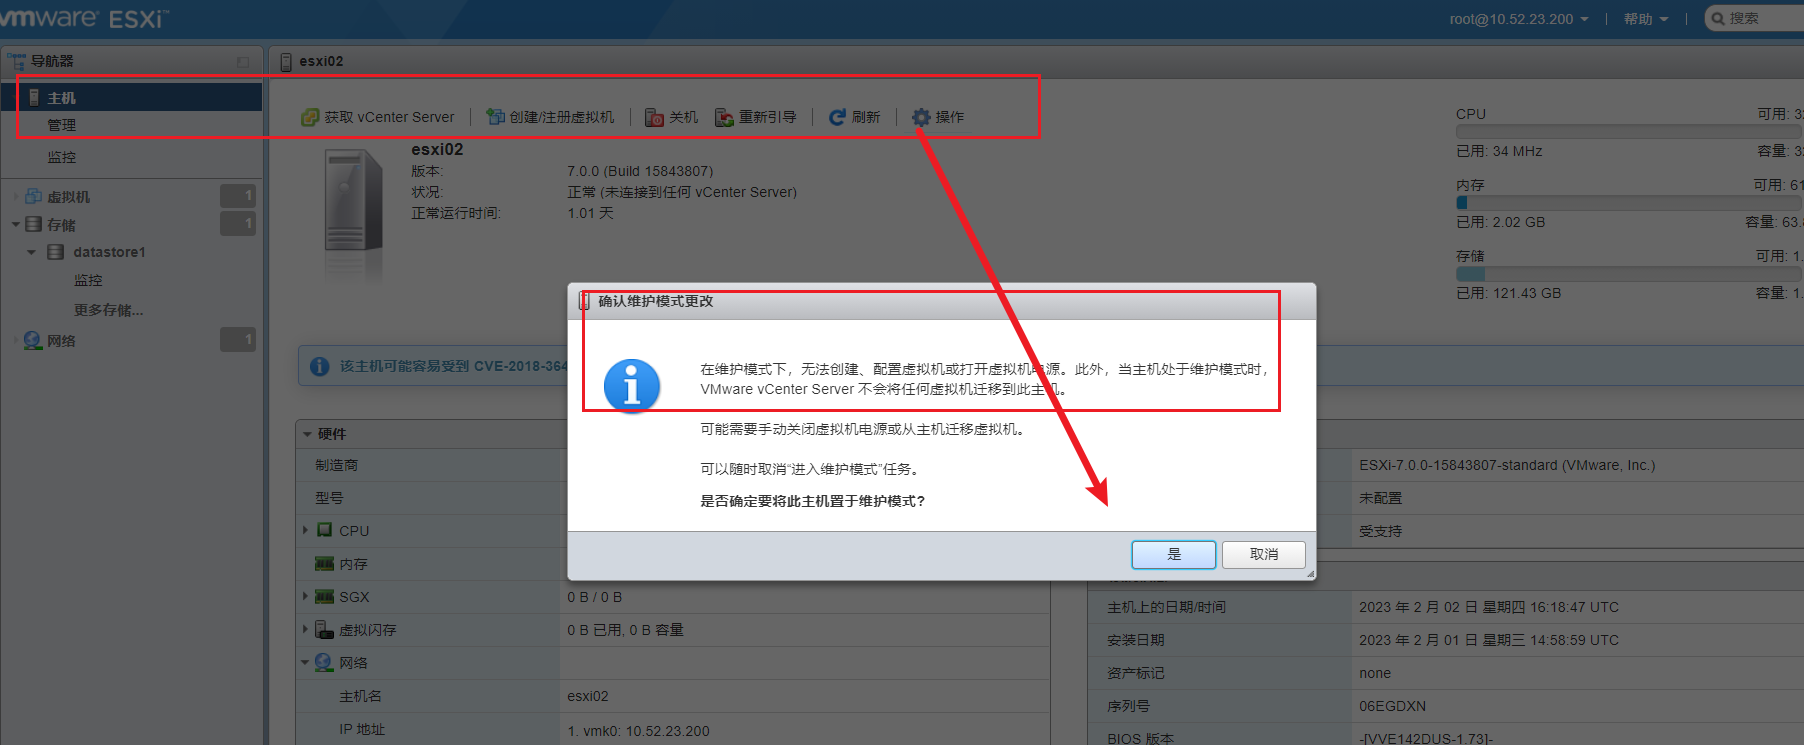 vmware ESXi™
root@10.52.23.200
帮助
搜索
导航器
esxi02
主机
管理
监控
虚拟机 1
存储 1
datastore1
监控
更多存储...
网络 1
获取 vCenter Server
创建/注册虚拟机
关机
重新引导
刷新
操作
esxi02
版本: 7.0.0 (Build 15843807)
状况: 正常 (未连接到任何 vCenter Server)
正常运行时间: 1.01 天
CPU 可用: 3
已用: 34 MHz 容量: 3
内存 可用: 61
已用: 2.02 GB 容量: 63.
存储 可用: 1.
已用: 121.43 GB 容量: 1.
该主机可能容易受到 CVE-2018-364
确认维护模式更改
在维护模式下，无法创建、配置虚拟机或打开虚拟机电源。此外，当主机处于维护模式时，
VMware vCenter Server 不会将任何虚拟机迁移到此主机。
可能需要手动关闭虚拟机电源或从主机迁移虚拟机。
可以随时取消“进入维护模式”任务。
是否确定要将此主机置于维护模式?
是
取消
硬件
制造商
型号
CPU
内存
SGX 0 B / 0 B
虚拟闪存 0 B 已用, 0 B 容量
网络
主机名 esxi02
IP 地址 1. vmk0: 10.52.23.200
ESXi-7.0.0-15843807-standard (VMware, Inc.)
未配置
受支持
主机上的日期/时间 2023 年 2 月 02 日 星期四 16:18:47 UTC
安装日期 2023 年 2 月 01 日 星期三 14:58:59 UTC
资产标记 none
序列号 06EGDXN
BIOS 版本 -[VVE142DUS-1.73]-